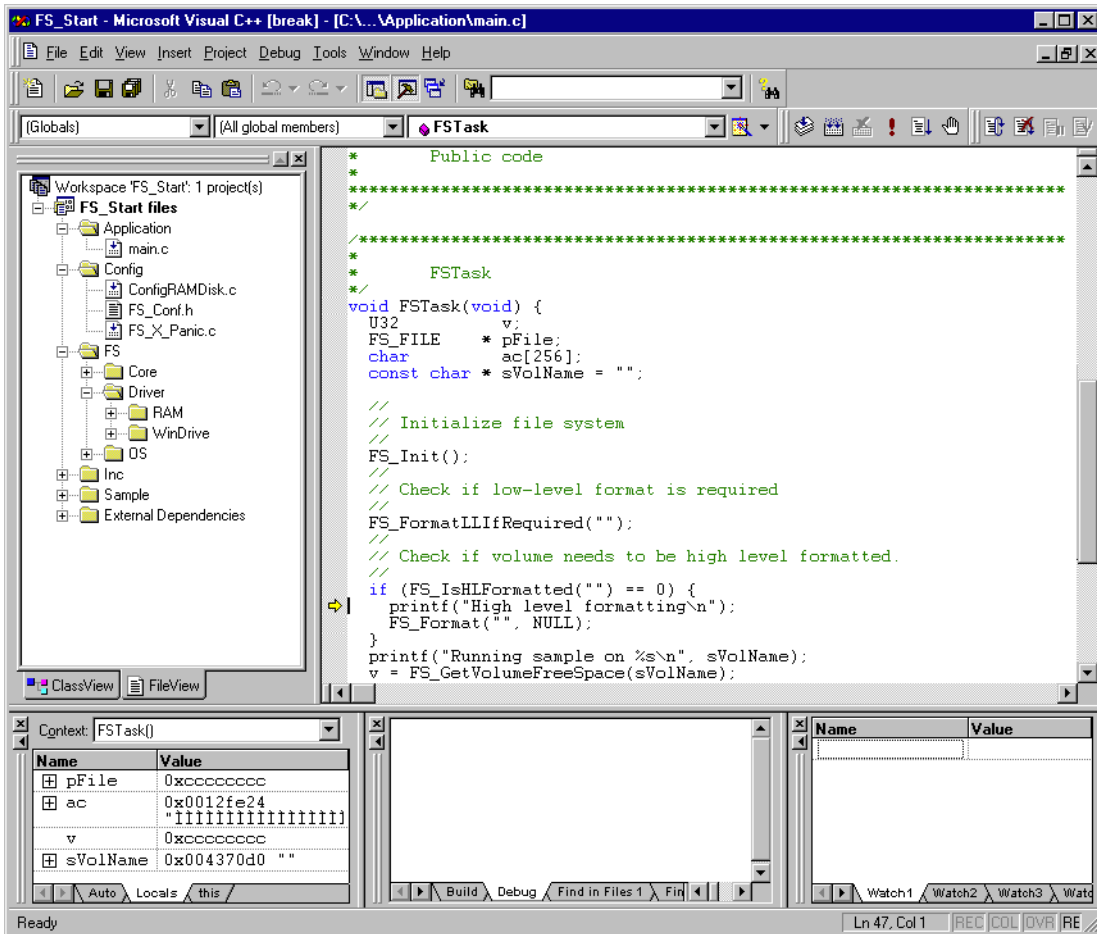 FS_Start - Microsoft Visual C++ [break] - [C:\...\Application\main.c]
File Edit View Insert Project Debug Tools Window Help
(Globals) (All global members) FSTask
Workspace 'FS_Start': 1 project(s)
FS_Start files
Application
main.c
Config
ConfigRAMDisk.c
FS_Conf.h
FS_X_Panic.c
FS
Core
Driver
RAM
WinDrive
OS
Inc
Sample
External Dependencies
ClassView FileView
* Public code
*
**********************************************************************
*/
/*********************************************************************
*
* FSTask
*/
void FSTask(void) {
U32 v;
FS_FILE * pFile;
char ac[256];
const char * sVolName = "";
//
// Initialize file system
//
FS_Init();
//
// Check if low-level format is required
//
FS_FormatLLIfRequired("");
//
// Check if volume needs to be high level formatted.
//
if (FS_IsHLFormatted("") == 0) {
printf("High level formatting\n");
FS_Format("", NULL);
}
printf("Running sample on %s\n", sVolName);
v = FS_GetVolumeFreeSpace(sVolName);
Context: FSTask()
Name Value
pFile 0xcccccccc
ac 0x0012fe24
"ÌÌÌÌÌÌÌÌÌÌÌÌÌÌÌÌÌ
v 0xcccccccc
sVolName 0x004370d0 ""
Auto Locals this
Build Debug Find in Files 1 Fin
Name Value
Watch1 Watch2 Watch3 Watc
Ready Ln 47, Col 1 REC COL OVR RE